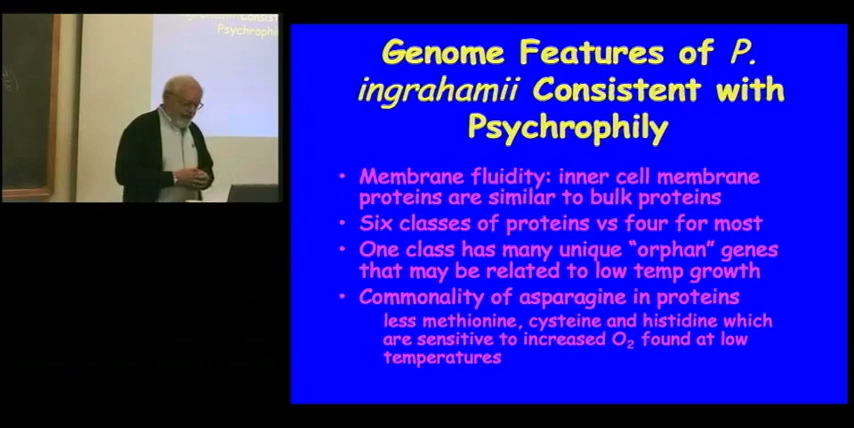 Genome Features of P.
ingrahamii Consistent with
Psychrophily
• Membrane fluidity: inner cell membrane
proteins are similar to bulk proteins
• Six classes of proteins vs four for most
• One class has many unique “orphan” genes
that may be related to low temp growth
• Commonality of asparagine in proteins
less methionine, cysteine and histidine which
are sensitive to increased O₂ found at low
temperatures